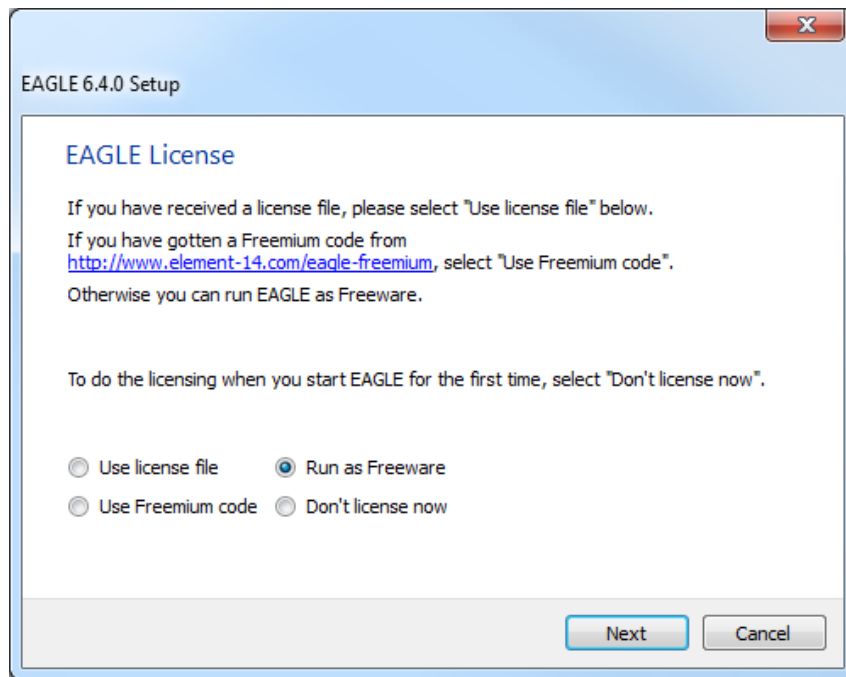 EAGLE 6.4.0 Setup
EAGLE License
If you have received a license file, please select "Use license file" below.
If you have gotten a Freemium code from
http://www.element-14.com/eagle-freemium, select "Use Freemium code".
Otherwise you can run EAGLE as Freeware.
To do the licensing when you start EAGLE for the first time, select "Don't license now".
Use license file Run as Freeware
Use Freemium code Don't license now
Next Cancel